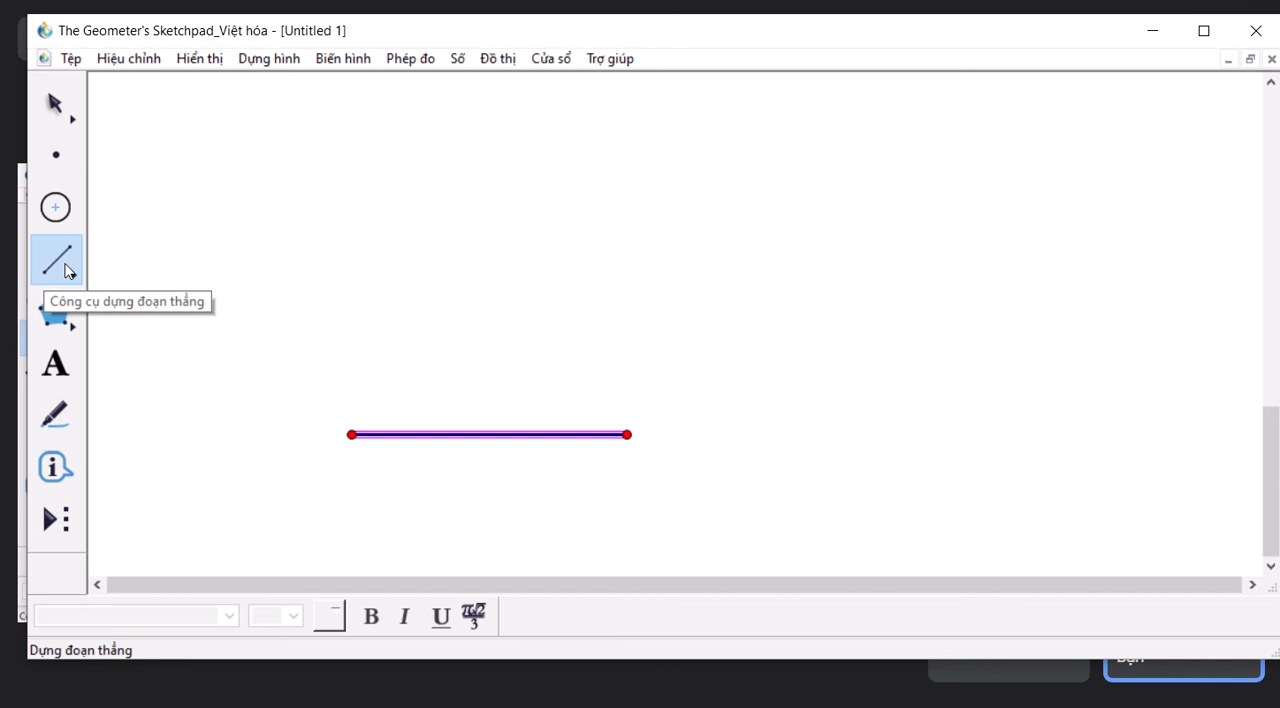 The Geometer's Sketchpad_Việt hóa - [Untitled 1]
Tệp Hiệu chỉnh Hiển thị Dựng hình Biến hình Phép đo Số Đồ thị Cửa sổ Trợ giúp
Công cụ dựng đoạn thẳng
A
i
B I U
Dựng đoạn thẳng
Bạn